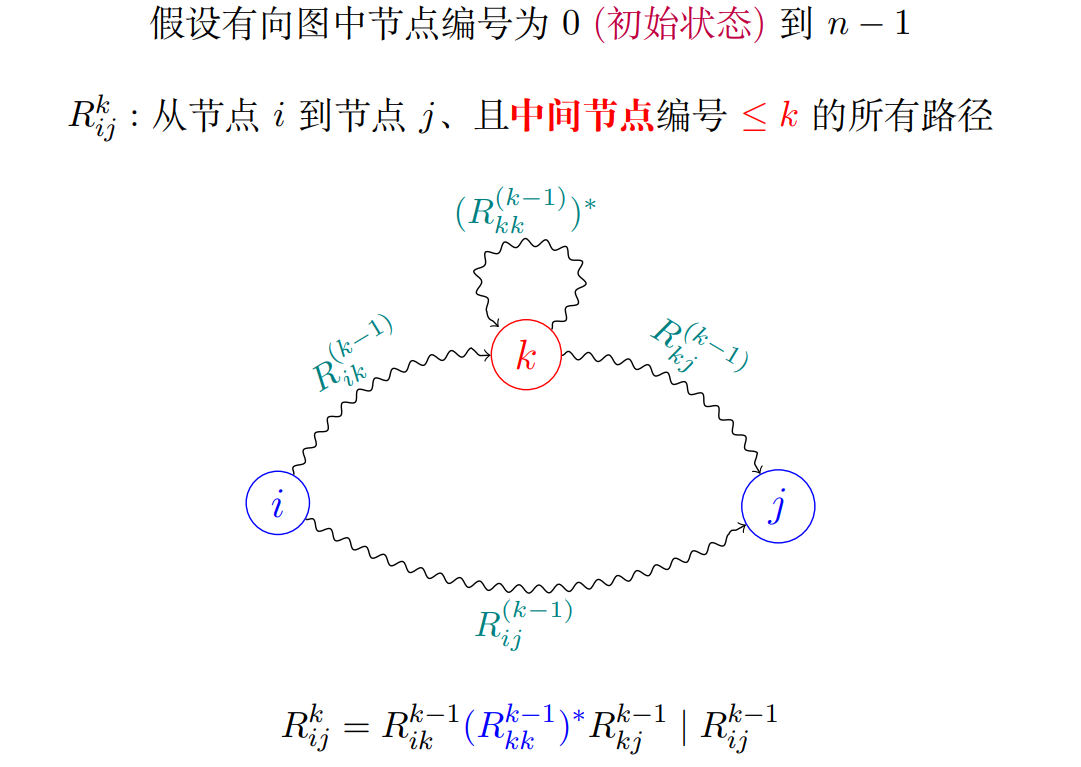 假设有向图中节点编号为 0 (初始状态) 到 n − 1
R_{ij}^{k} : 从节点 i 到节点 j、且中间节点编号 ≤ k 的所有路径
(R_{kk}^{(k−1)})^{*}
R_{ik}^{(k−1)}
R_{kj}^{(k−1)}
k
i
j
R_{ij}^{(k−1)}
R_{ij}^{k} = R_{ik}^{k−1}(R_{kk}^{k−1})^{*}R_{kj}^{k−1} | R_{ij}^{k−1}